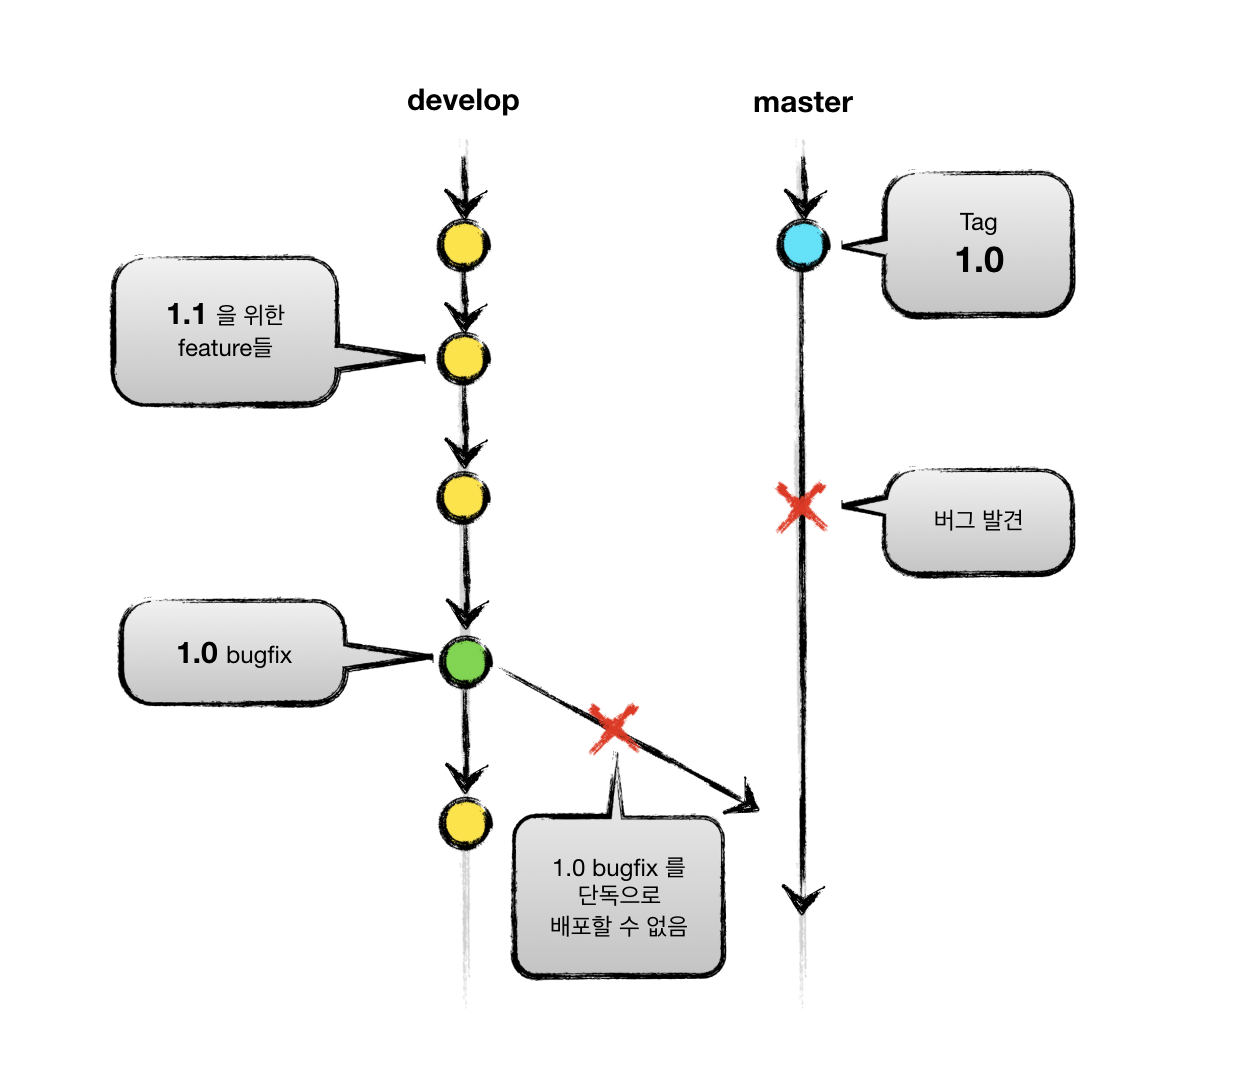 develop
master
Tag
1.0
1.1 을 위한
feature들
버그 발견
1.0 bugfix
1.0 bugfix 를
단독으로
배포할 수 없음